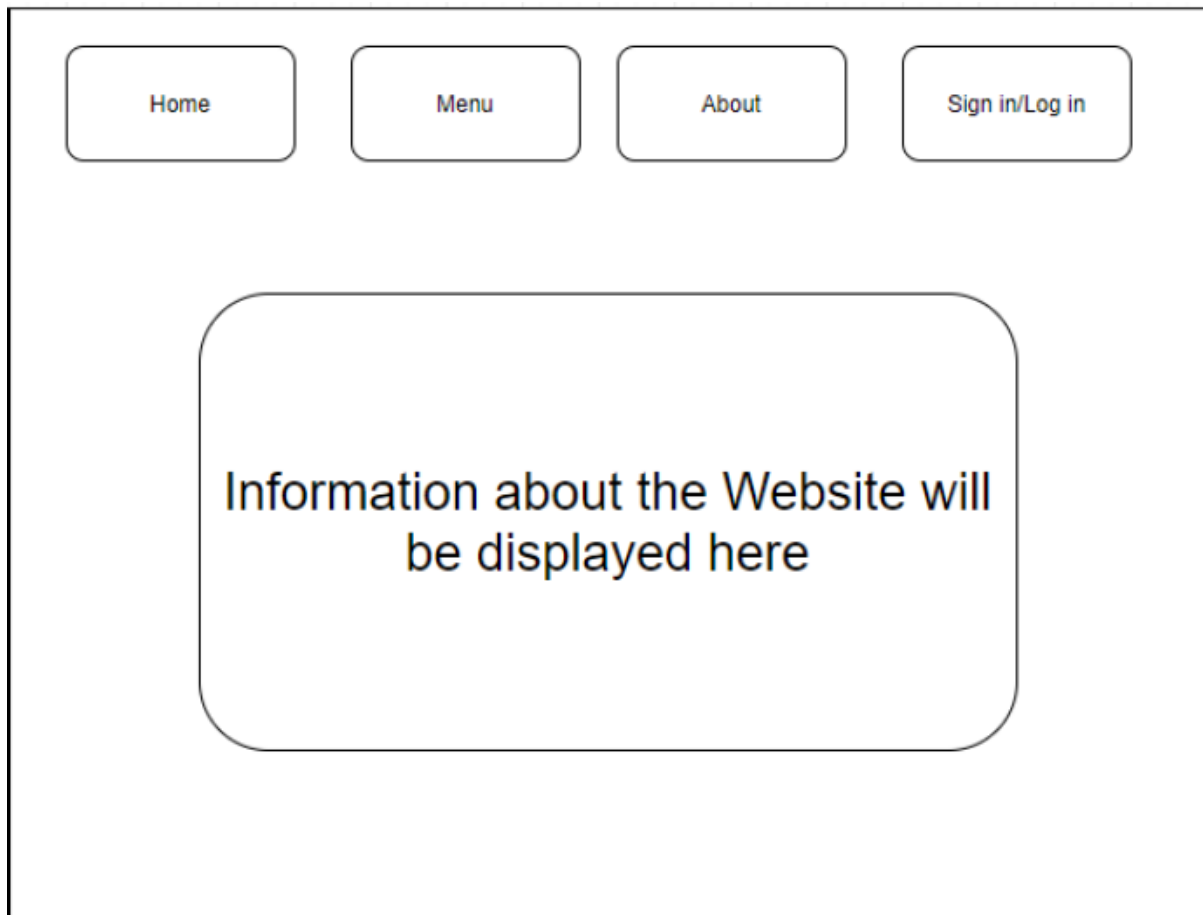 Home
Menu
About
Sign in/Log in
Information about the Website will
be displayed here